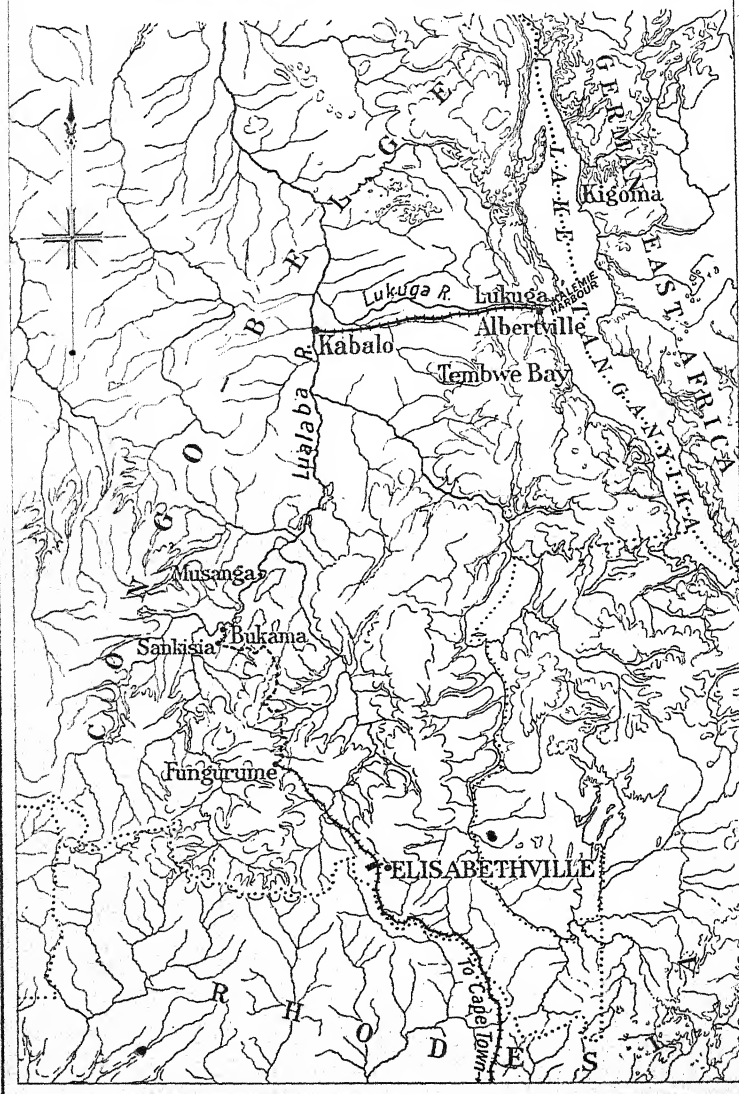 GERMAN EAST AFRICA
LAKE TANGANYIKA
Kigoma
BELGE
CONGO
Lukuga R.
Lukuga
KALEMIE
HARBOUR
Albertville
Kabalo
Tembwe Bay
Lualaba R.
Musanga
Bukama
Sankisia
Fungurume
ELISABETHVILLE
To Cape Town
RHODESIA